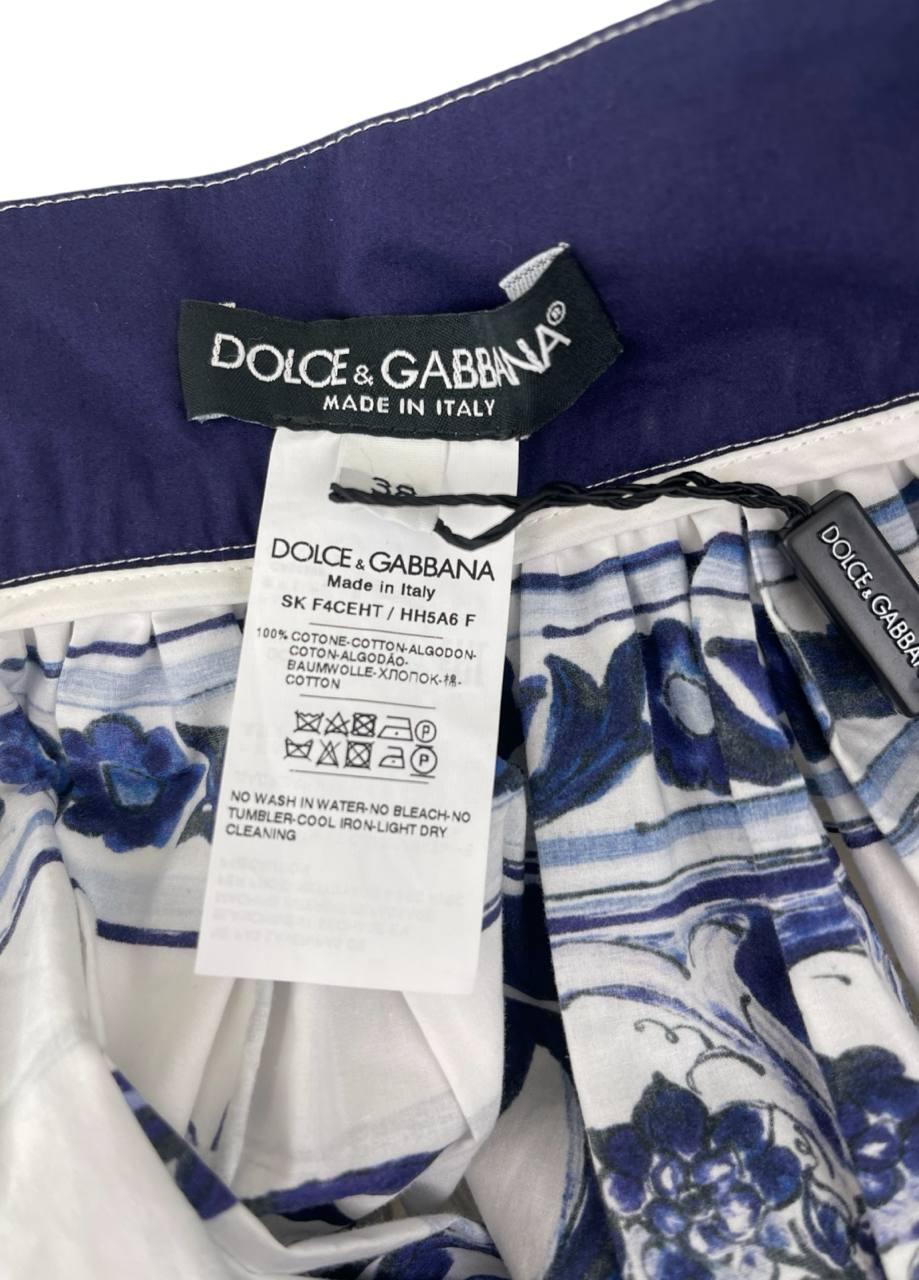 DOLCE & GABBANA®
MADE IN ITALY
38
DOLCE & GABBANA
Made in Italy
SK F4CEHT / HH5A6 F
100% COTONE-COTTON-ALGODON-
COTON-ALGODÃO-
BAUMWOLLE-ХЛОПОК-棉-
COTTON
P
P
NO WASH IN WATER-NO BLEACH-NO
TUMBLER-COOL IRON-LIGHT DRY
CLEANING
DOLCE & GABBA